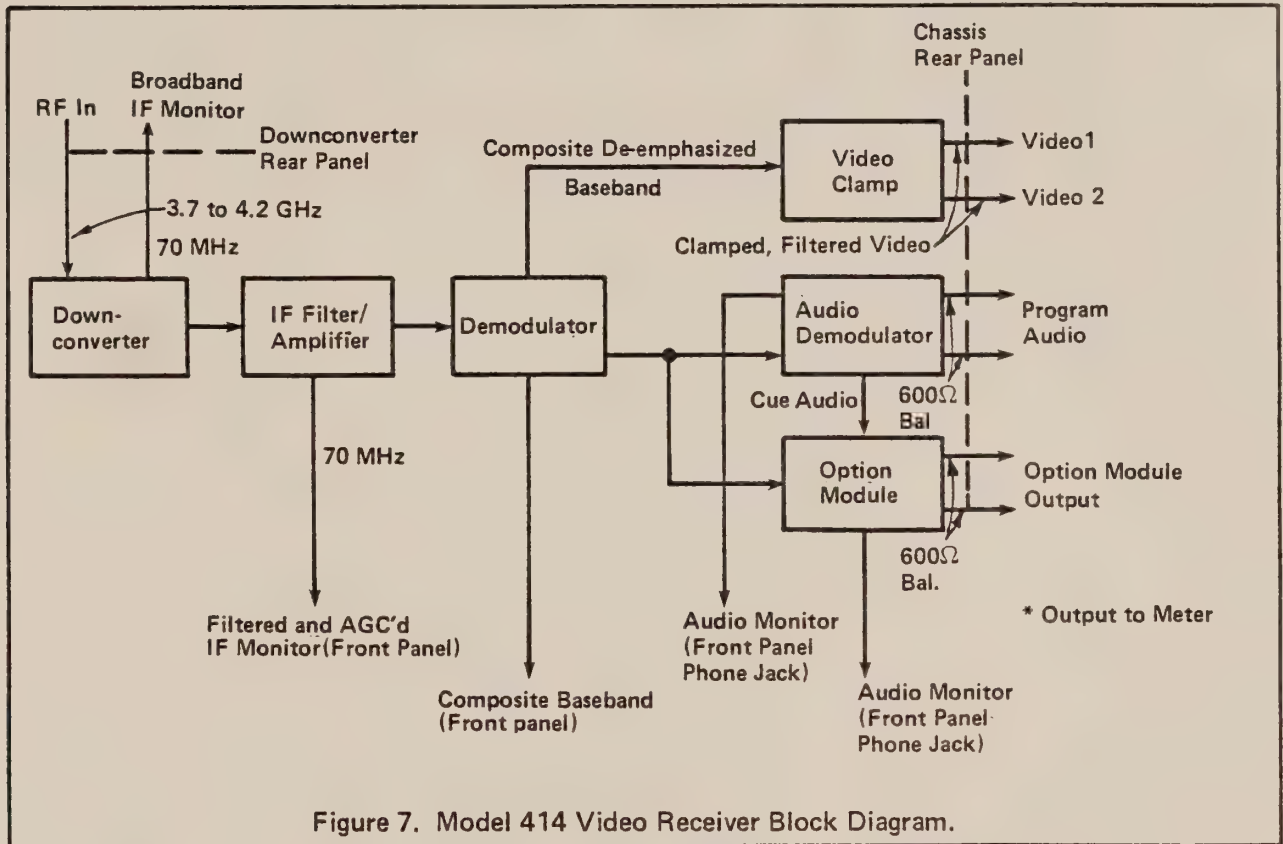 Chassis
Rear Panel
Broadband
IF Monitor
RF In
Downconverter
Rear Panel
3.7 to 4.2 GHz
70 MHz
Composite De-emphasized
Baseband
Video
Clamp
Video1
Video 2
Clamped, Filtered Video
Down-
converter
IF Filter/
Amplifier
Demodulator
Audio
Demodulator
Program
Audio
Cue Audio
600Ω
Bal
70 MHz
Option
Module
Option Module
Output
600Ω
Bal.
* Output to Meter
Filtered and AGC'd
IF Monitor(Front Panel)
Audio Monitor
(Front Panel
Phone Jack)
Composite Baseband
(Front panel)
Audio Monitor
(Front Panel
Phone Jack)
Figure 7. Model 414 Video Receiver Block Diagram.